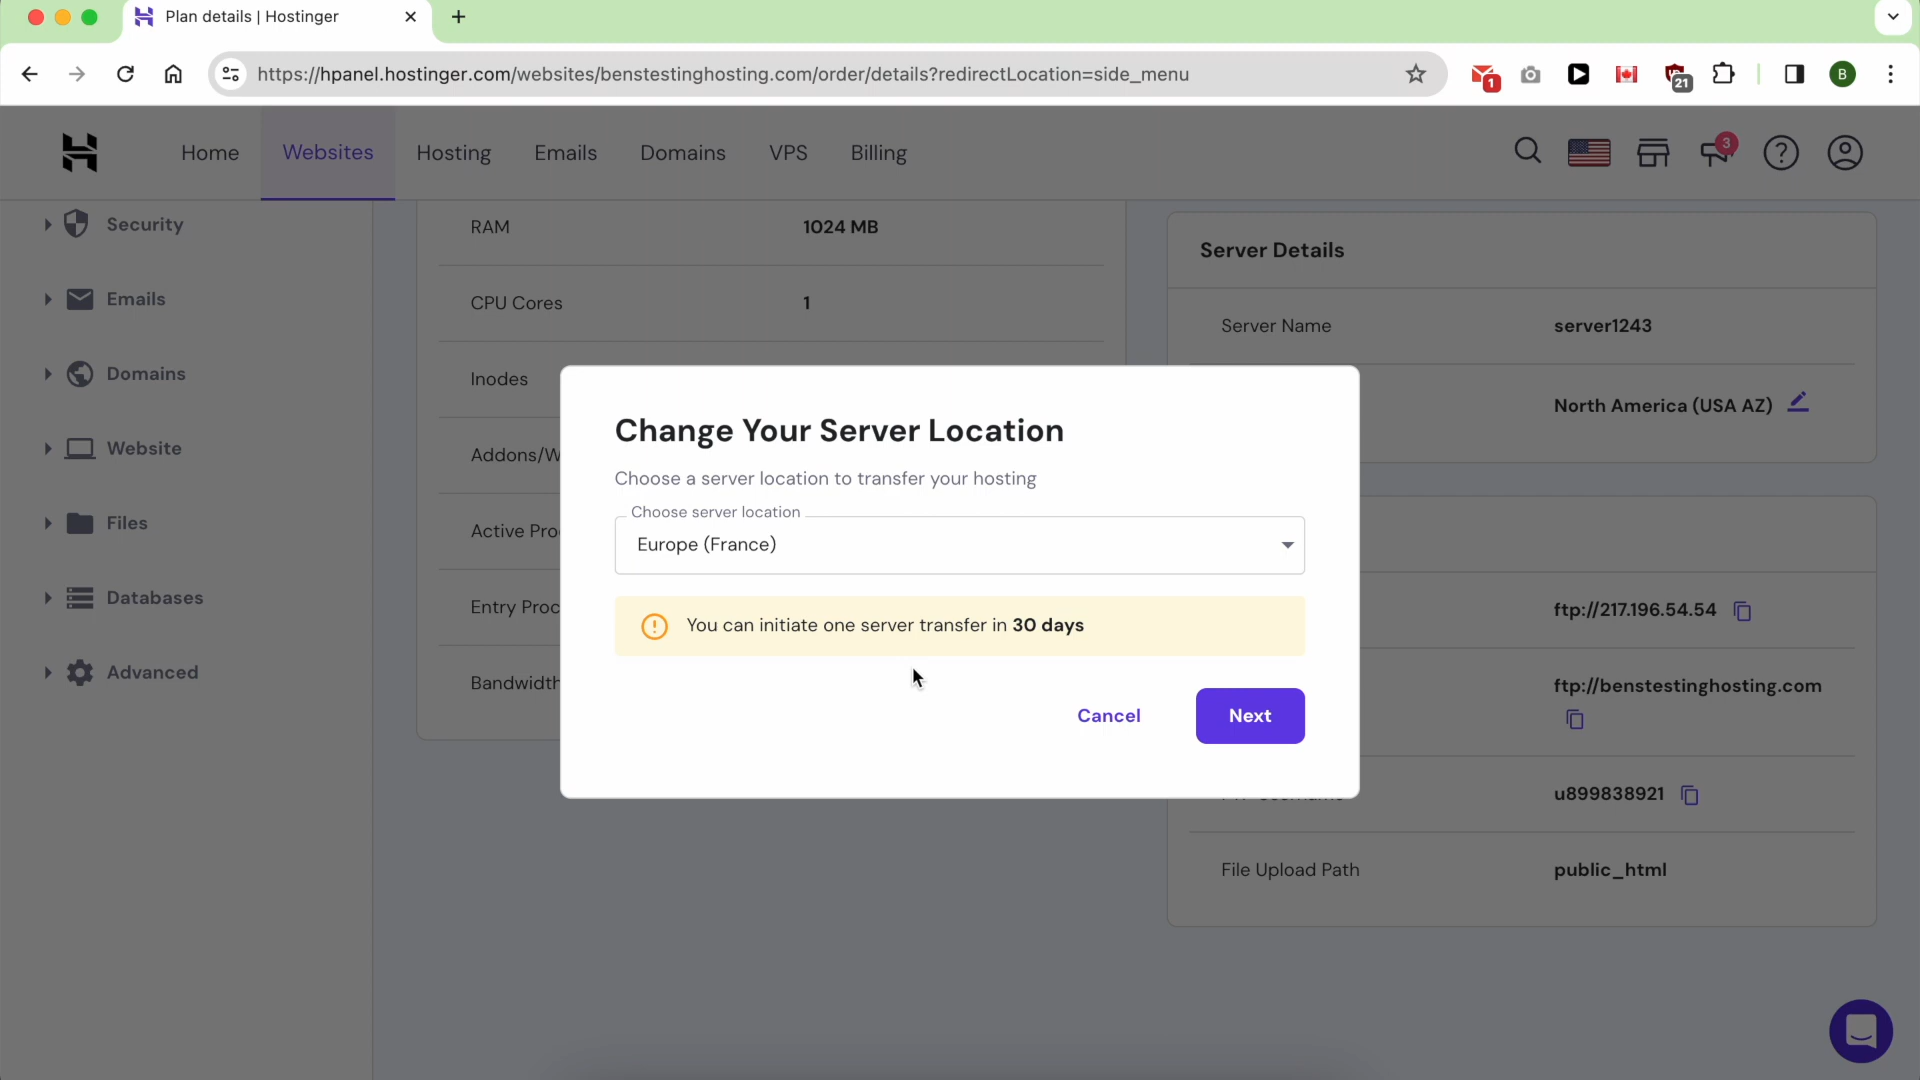 Plan details | Hostinger
https://hpanel.hostinger.com/websites/benstestinghosting.com/order/details?redirectLocation=side_menu
1
21
B
Home
Websites
Hosting
Emails
Domains
VPS
Billing
3
Security
Emails
Domains
Website
Files
Databases
Advanced
RAM 1024 MB
CPU Cores 1
Inodes
Addons/W
Active Pro
Entry Proc
Bandwidth
Server Details
Server Name server1243
North America (USA AZ)
Change Your Server Location
Choose a server location to transfer your hosting
Choose server location
Europe (France)
You can initiate one server transfer in 30 days
Cancel
Next
ftp://217.196.54.54
ftp://benstestinghosting.com
u899838921
File Upload Path public_html